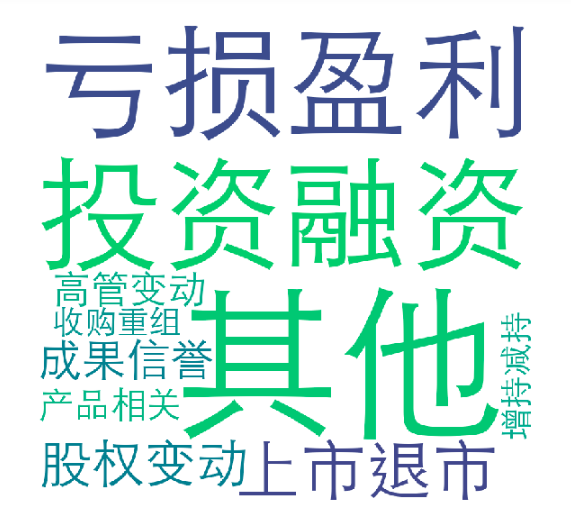 亏损盈利
投资融资
高管变动
收购重组
其他
成果信誉
产品相关
增持减持
股权变动
上市退市